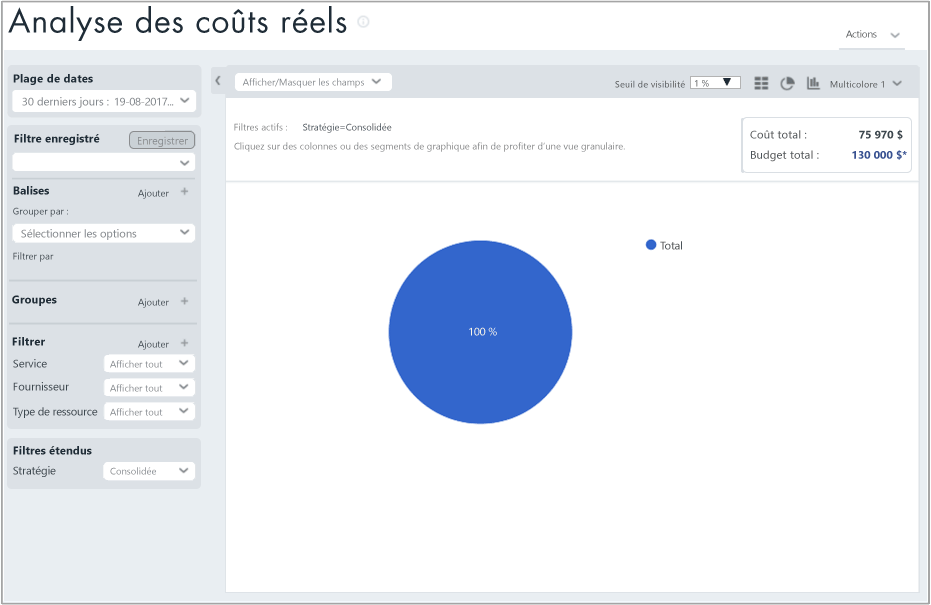 Analyse des coûts réels
Actions
Plage de dates
30 derniers jours : 19-08-2017...
Filtre enregistré
Enregistrer
Balises
Ajouter +
Grouper par :
Sélectionner les options
Filtrer par
Groupes
Ajouter +
Filtrer
Ajouter +
Service
Afficher tout
Fournisseur
Afficher tout
Type de ressource
Afficher tout
Filtres étendus
Stratégie
Consolidée
Afficher/Masquer les champs
Seuil de visibilité
1 %
Multicolore 1
Filtres actifs : Stratégie=Consolidée
Cliquez sur des colonnes ou des segments de graphique afin de profiter d'une vue granulaire.
Coût total : 75 970 $
Budget total : 130 000 $*
Total
100 %